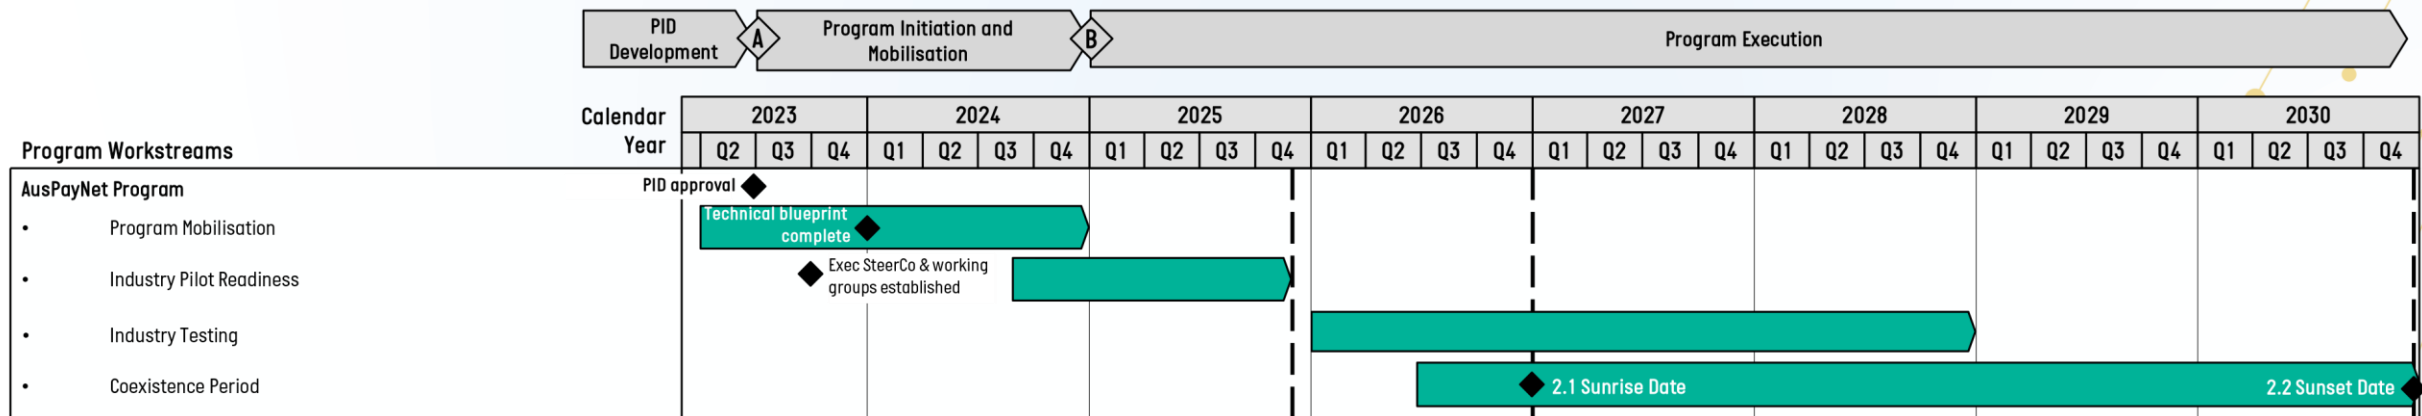 PID
Development
A
Program Initiation and
Mobilisation
B
Program Execution
Calendar
Year
2023 2024 2025 2026 2027 2028 2029 2030
Q2 Q3 Q4 Q1 Q2 Q3 Q4 Q1 Q2 Q3 Q4 Q1 Q2 Q3 Q4 Q1 Q2 Q3 Q4 Q1 Q2 Q3 Q4 Q1 Q2 Q3 Q4 Q1 Q2 Q3 Q4
Program Workstreams
AusPayNet Program
PID approval
• Program Mobilisation
Technical blueprint
complete
• Industry Pilot Readiness
Exec SteerCo & working
groups established
• Industry Testing
• Coexistence Period
2.1 Sunrise Date
2.2 Sunset Date